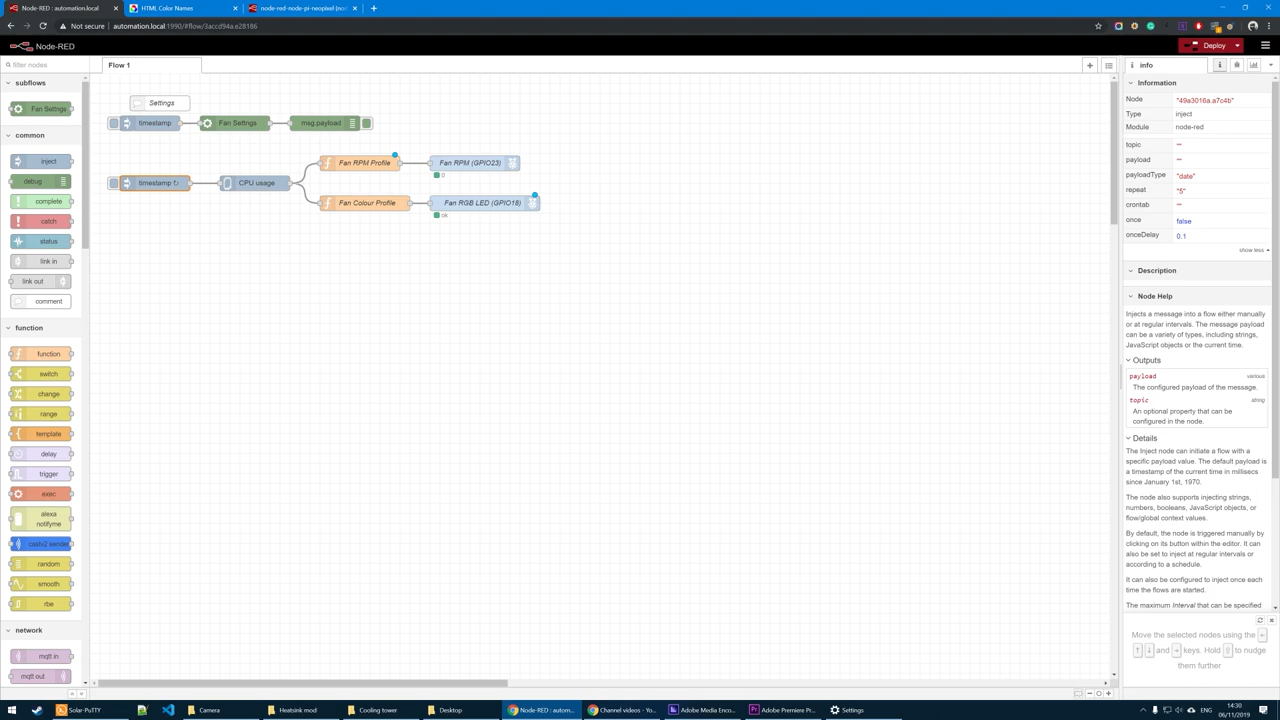 Node-RED : automation.local
HTML Color Names
node-red-node-pi-neopixel (nod
Not secure
automation.local:1990/#flow/3accd94a.e28186
Node-RED
Deploy
filter nodes
Flow 1
info
subflows
Fan Settngs
common
inject
debug
complete
catch
status
link in
link out
comment
function
function
switch
change
range
template
delay
trigger
exec
alexa
notifyme
castv2 sender
random
smooth
rbe
network
mqtt in
mqtt out
Settings
timestamp
Fan Settngs
msg.payload
timestamp ↻
CPU usage
Fan RPM Profile
Fan RPM (GPIO23)
0
Fan Colour Profile
Fan RGB LED (GPIO18)
ok
Information
Node "49a3016a.a7c4b"
Type inject
Module node-red
topic ""
payload ""
payloadType "date"
repeat "5"
crontab ""
once false
onceDelay 0.1
show less
Description
Node Help
Injects a message into a flow either manually
or at regular intervals. The message payload
can be a variety of types, including strings,
JavaScript objects or the current time.
Outputs
payload various
The configured payload of the message.
topic string
An optional property that can be
configured in the node.
Details
The Inject node can initiate a flow with a
specific payload value. The default payload is
a timestamp of the current time in millisecs
since January 1st, 1970.
The node also supports injecting strings,
numbers, booleans, JavaScript objects, or
flow/global context values.
By default, the node is triggered manually by
clicking on its button within the editor. It can
also be set to inject at regular intervals or
according to a schedule.
It can also be configured to inject once each
time the flows are started.
The maximum Interval that can be specified
Move the selected nodes using the ←
↑ ↓ and → keys. Hold ⇧ to nudge
them further
Solar-PuTTY
Camera
Heatsink mod
Cooling tower
Desktop
Node-RED : autom...
Channel videos - Yo...
Adobe Media Enco...
Adobe Premiere Pr...
Settings
ENG
14:30
06/11/2019